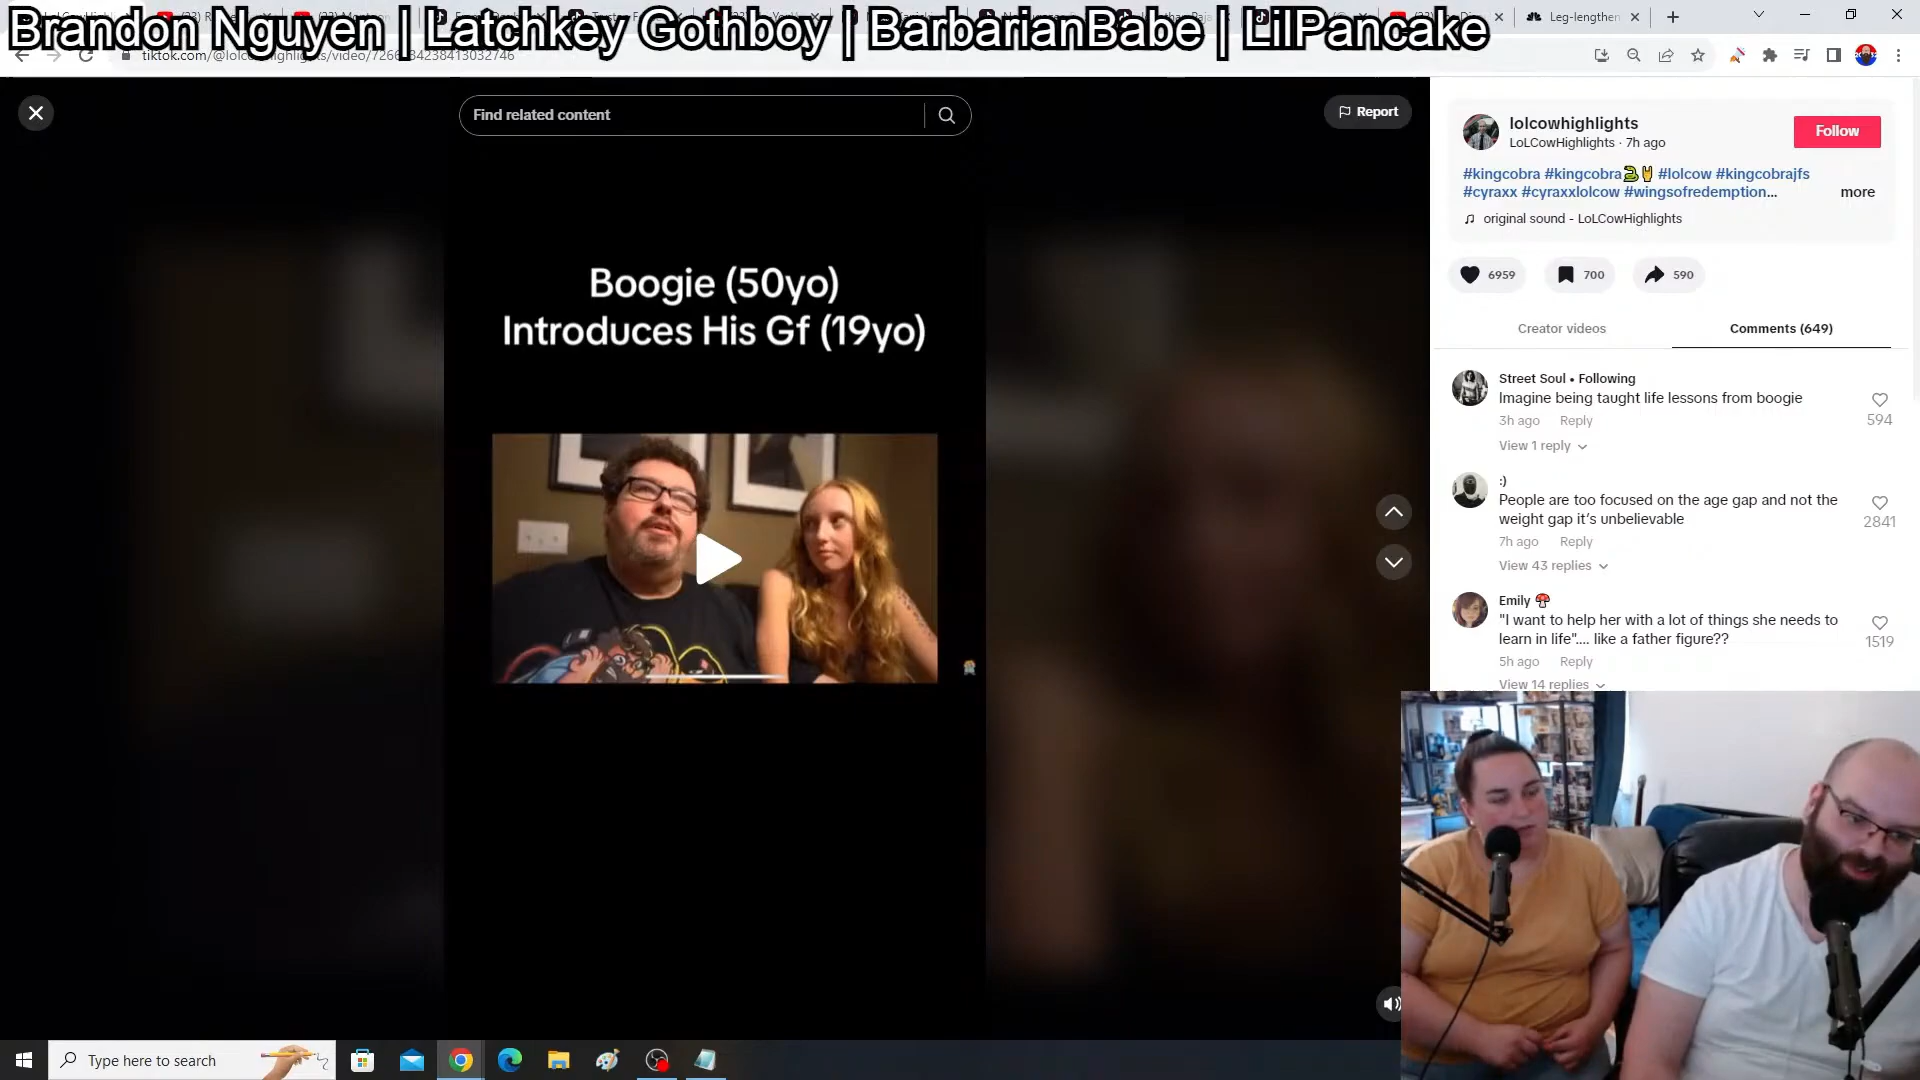 Brandon Nguyen | Latchkey Gothboy | BarbarianBabe | LilPancake
Leg-lengthen
Find related content
Report
Boogie (50yo)
Introduces His Gf (19yo)
lolcowhighlights
LoLCowHighlights · 7h ago
Follow
#kingcobra #kingcobra🐍🤘 #lolcow #kingcobrajfs
#cyraxx #cyraxxlolcow #wingsofredemption...
more
original sound - LoLCowHighlights
6959
700
590
Creator videos
Comments (649)
Street Soul • Following
Imagine being taught life lessons from boogie
594
3h ago Reply
View 1 reply
:)
People are too focused on the age gap and not the
weight gap it's unbelievable
2841
7h ago Reply
View 43 replies
Emily 🍄
"I want to help her with a lot of things she needs to
learn in life".... like a father figure??
1519
5h ago Reply
View 14 replies
Type here to search